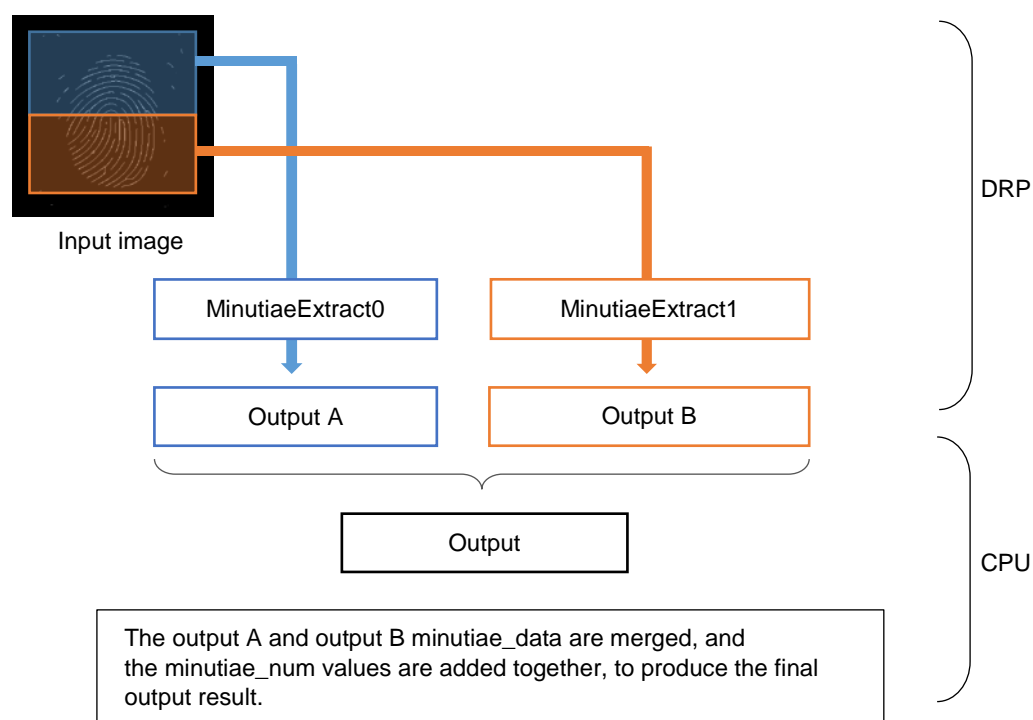 DRP
Input image
MinutiaeExtract0
MinutiaeExtract1
Output A
Output B
Output
CPU
The output A and output B minutiae_data are merged, and
the minutiae_num values are added together, to produce the final
output result.